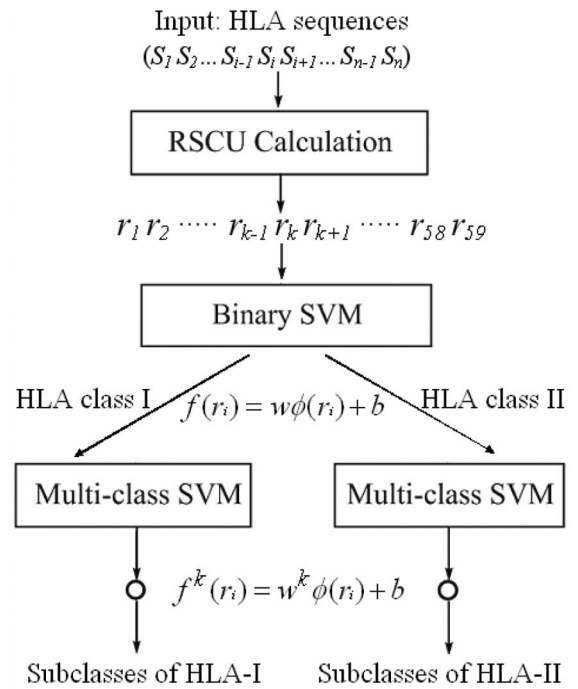 Input: HLA sequences
(S₁ S₂... Sᵢ₋₁ Sᵢ Sᵢ₊₁... Sₙ₋₁ Sₙ)
RSCU Calculation
r₁ r₂ ····· rₖ₋₁ rₖ rₖ₊₁ ····· r₅₈ r₅₉
Binary SVM
HLA class I
f(rᵢ) = wϕ(rᵢ) + b
HLA class II
Multi-class SVM
Multi-class SVM
fᵏ(rᵢ) = wᵏϕ(rᵢ) + b
Subclasses of HLA-I
Subclasses of HLA-II